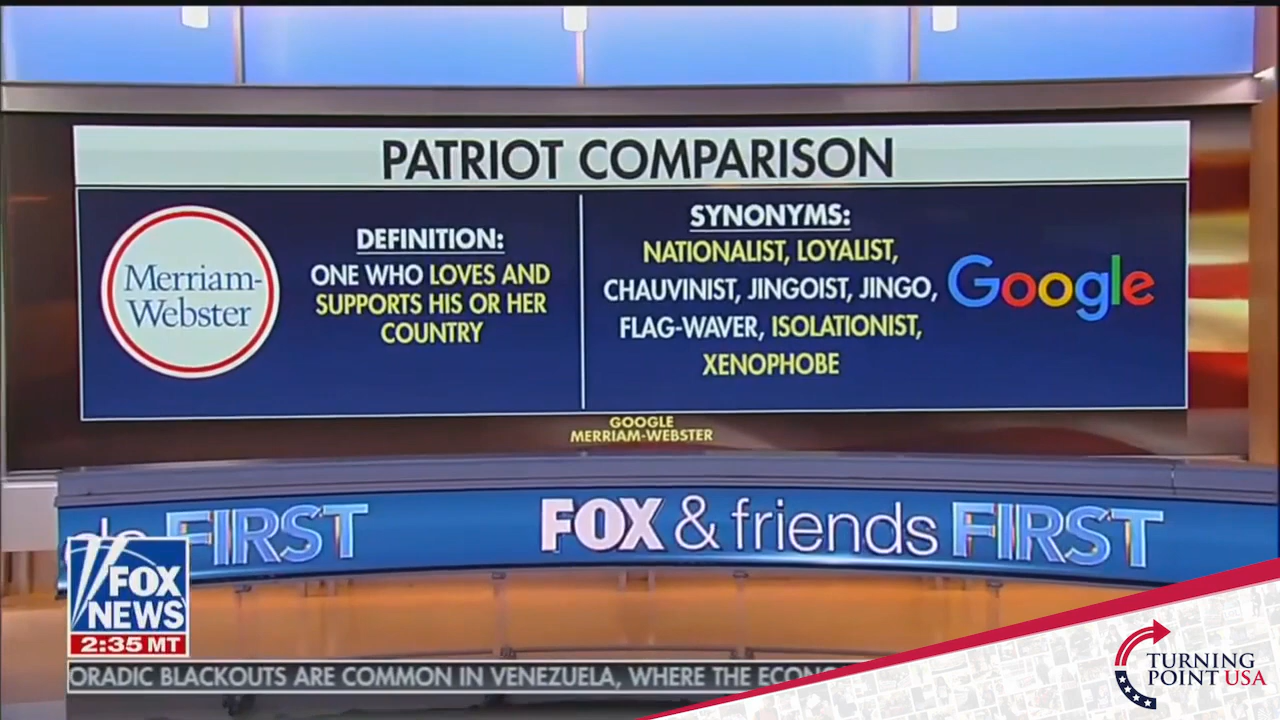 PATRIOT COMPARISON
Merriam-
Webster
DEFINITION:
ONE WHO LOVES AND
SUPPORTS HIS OR HER
COUNTRY
SYNONYMS:
NATIONALIST, LOYALIST,
CHAUVINIST, JINGOIST, JINGO,
FLAG-WAVER, ISOLATIONIST,
XENOPHOBE
Google
GOOGLE
MERRIAM-WEBSTER
FIRST
FOX & friends FIRST
FOX
NEWS
2:35 MT
ORADIC BLACKOUTS ARE COMMON IN VENEZUELA, WHERE THE ECON
TURNING
POINT USA